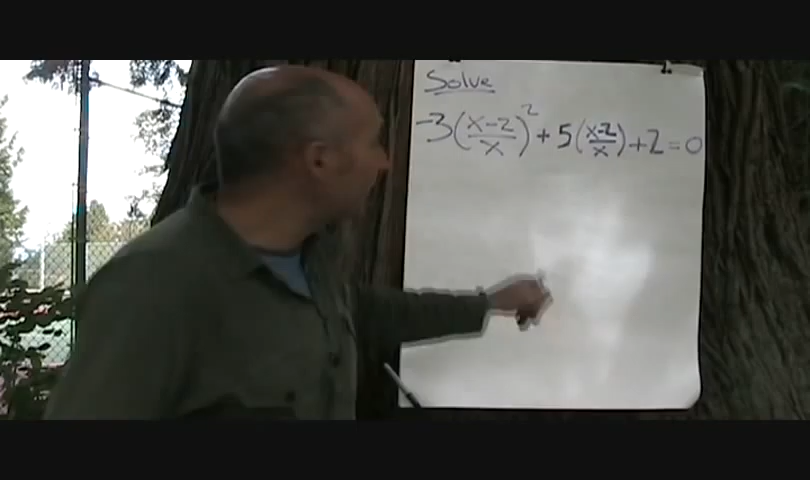 Solve
-3(x-2/x)² + 5(x-2/x) + 2 = 0